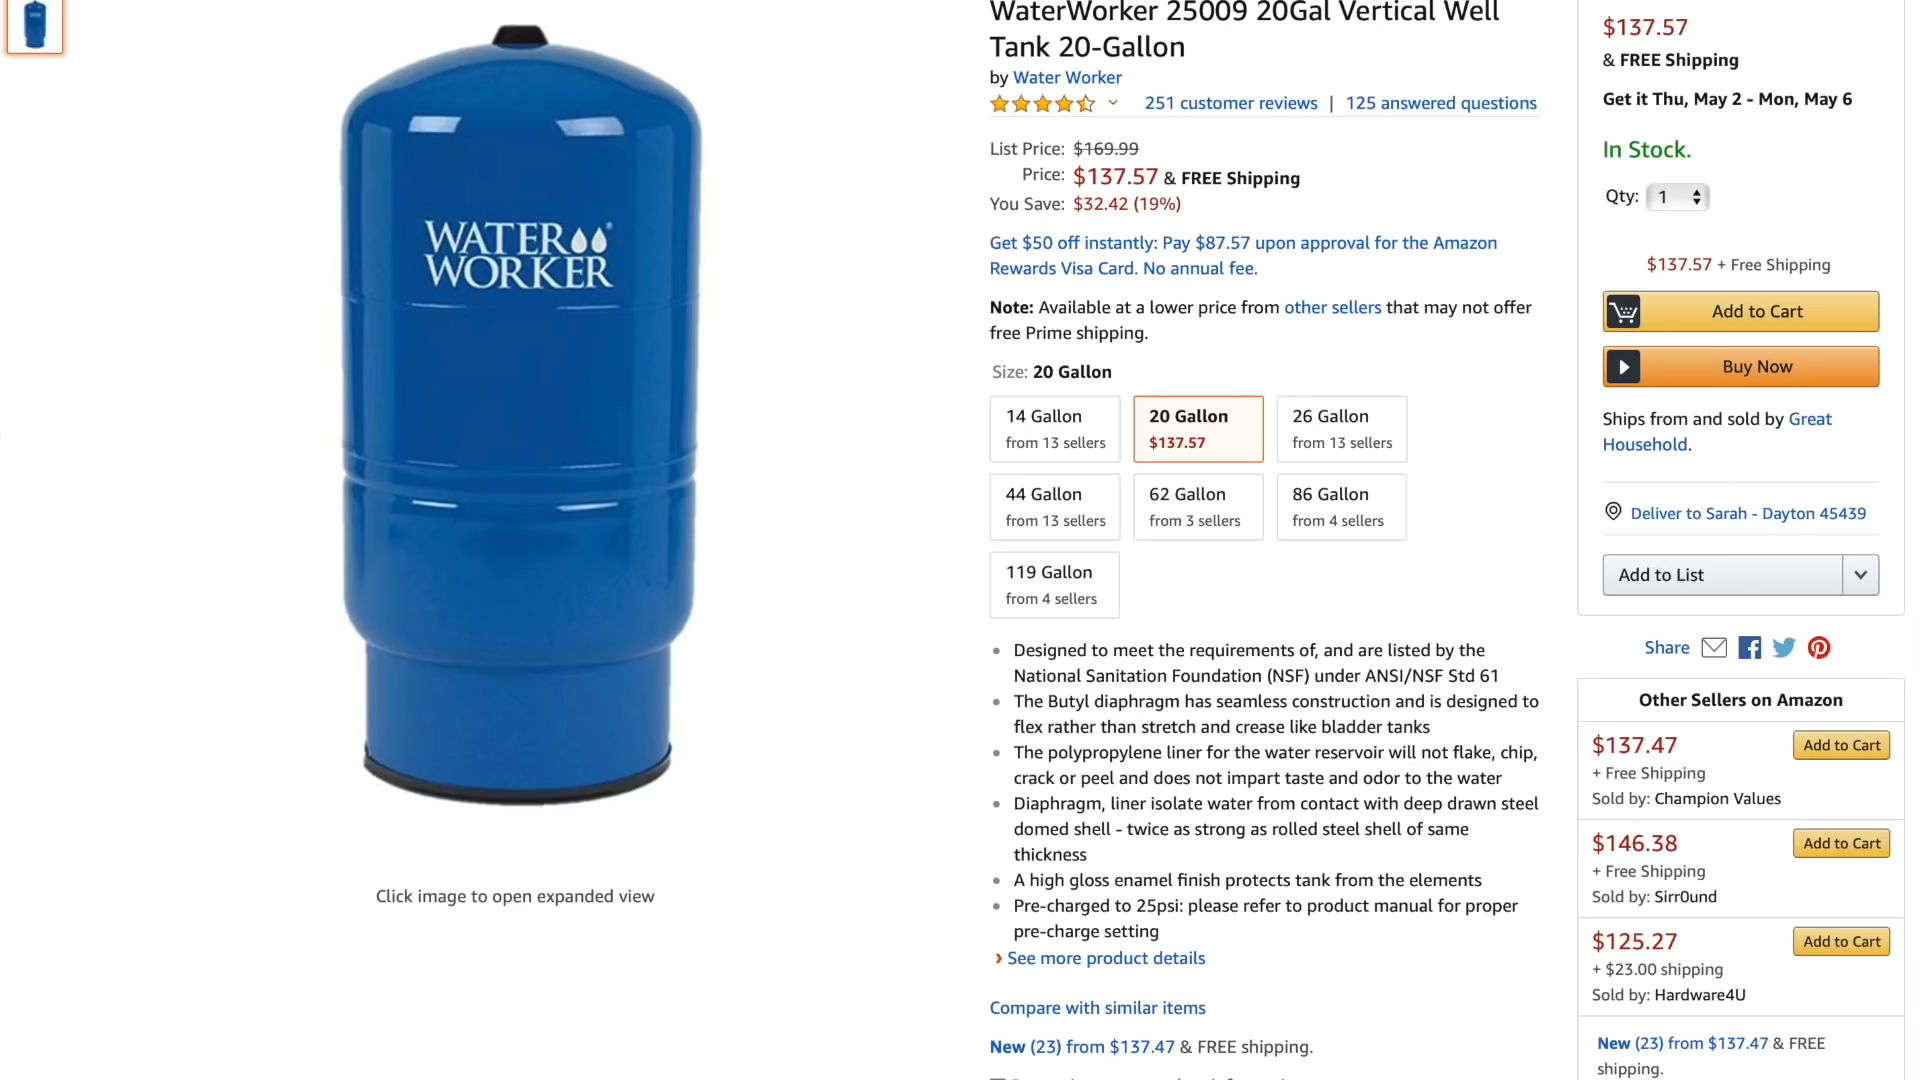 WATER
WORKER
Click image to open expanded view
WaterWorker 25009 20Gal Vertical Well
Tank 20-Gallon
by Water Worker
251 customer reviews | 125 answered questions
List Price: $169.99
Price: $137.57 & FREE Shipping
You Save: $32.42 (19%)
Get $50 off instantly: Pay $87.57 upon approval for the Amazon
Rewards Visa Card. No annual fee.
Note: Available at a lower price from other sellers that may not offer
free Prime shipping.
Size: 20 Gallon
14 Gallon
from 13 sellers
20 Gallon
$137.57
26 Gallon
from 13 sellers
44 Gallon
from 13 sellers
62 Gallon
from 3 sellers
86 Gallon
from 4 sellers
119 Gallon
from 4 sellers
Designed to meet the requirements of, and are listed by the
National Sanitation Foundation (NSF) under ANSI/NSF Std 61
The Butyl diaphragm has seamless construction and is designed to
flex rather than stretch and crease like bladder tanks
The polypropylene liner for the water reservoir will not flake, chip,
crack or peel and does not impart taste and odor to the water
Diaphragm, liner isolate water from contact with deep drawn steel
domed shell - twice as strong as rolled steel shell of same
thickness
A high gloss enamel finish protects tank from the elements
Pre-charged to 25psi: please refer to product manual for proper
pre-charge setting
› See more product details
Compare with similar items
New (23) from $137.47 & FREE shipping.
$137.57
& FREE Shipping
Get it Thu, May 2 - Mon, May 6
In Stock.
Qty: 1
$137.57 + Free Shipping
Add to Cart
Buy Now
Ships from and sold by Great
Household.
Deliver to Sarah - Dayton 45439
Add to List
Share
Other Sellers on Amazon
$137.47
Add to Cart
+ Free Shipping
Sold by: Champion Values
$146.38
Add to Cart
+ Free Shipping
Sold by: Sirr0und
$125.27
Add to Cart
+ $23.00 shipping
Sold by: Hardware4U
New (23) from $137.47 & FREE
shipping.